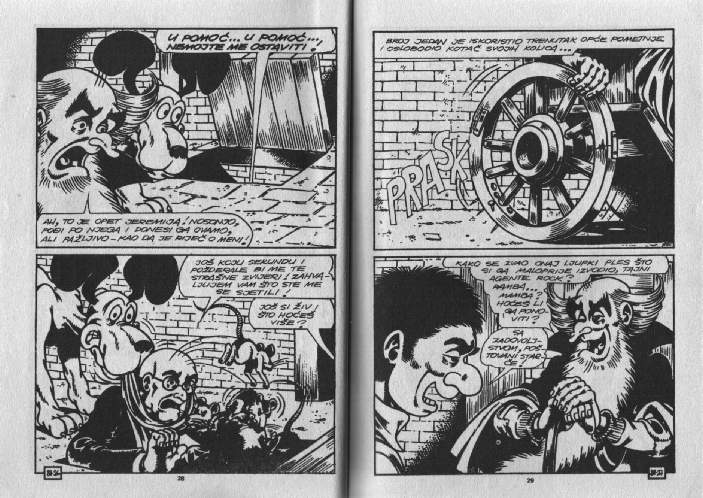 U POMOĆ... U POMOĆ...,
NEMOJTE ME OSTAVITI!
AH, TO JE OPET JEREMIJA! NOSONJO,
POĐI PO NJEGA I DONESI GA OVAMO,
ALI PAŽLJIVO - KAO DA JE RIJEČ O MENI!
JOŠ KOJU SEKUNDU I
POŽDERALE BI ME TE
STRAŠNE ZVIJERI! ZAHVA-
LJUJEM VAM ŠTO STE ME
SE SJETILI!
JOŠ SI ŽIV!
ŠTO HOĆEŠ
VIŠE?
28
BROJ JEDAN JE ISKORISTIO TRENUTAK OPĆE POMETNJE
I OSLOBODIO KOTAČ SVOJIH KOLICA...
PRASK
KAKO SE ZVAO ONAJ LJUPKI PLES ŠTO
SI GA MALOPRIJE IZVODIO, TAJNI
AGENTE ROCK?
RAMBA...
MAMBA?
HOĆEŠ LI
GA PONO-
VITI?
SA
ZADOVOLJ-
STVOM, POŠ-
TOVANI STAR-
ČE
29